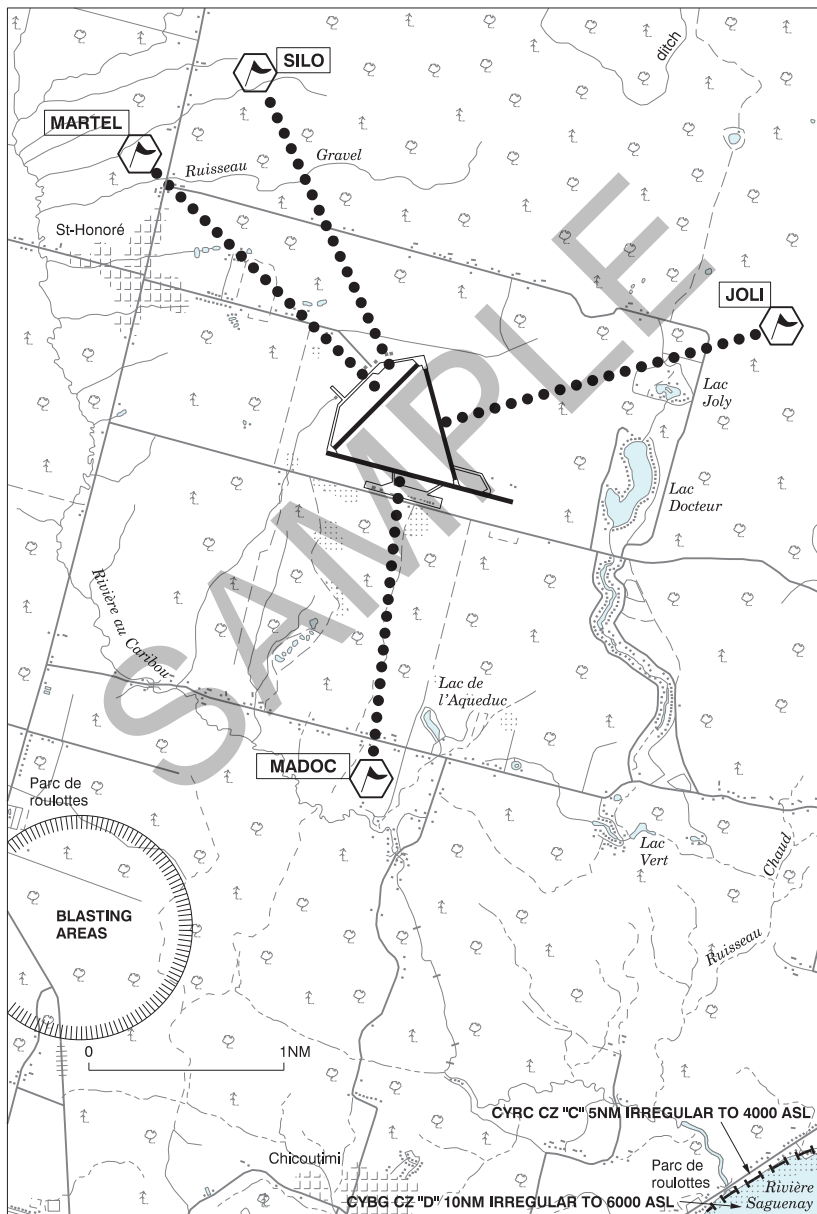 SILO
ditch
MARTEL
Ruisseau Gravel
St-Honoré
JOLI
Lac
Joly
Lac
Docteur
Rivière au Caribou
Lac de
l'Aqueduc
MADOC
Parc de
roulottes
Lac
Vert
Ruisseau Chaud
BLASTING
AREAS
0 1NM
CYRC CZ "C" 5NM IRREGULAR TO 4000 ASL
Chicoutimi
Parc de
roulottes
Rivière
Saguenay
CYBG CZ "D" 10NM IRREGULAR TO 6000 ASL
SAMPLE